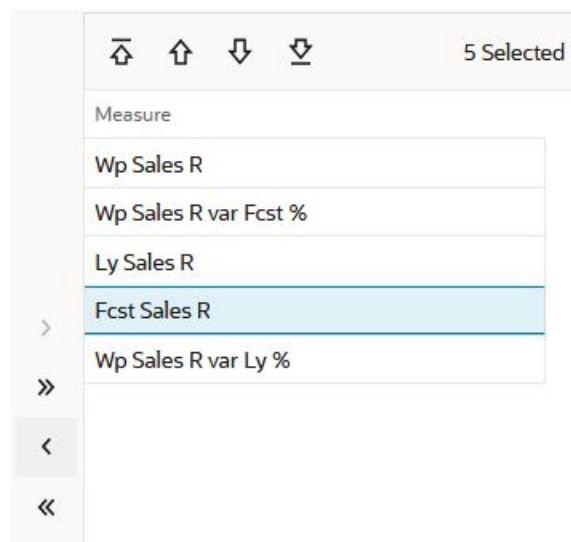 5 Selected
Measure
Wp Sales R
Wp Sales R var Fcst %
Ly Sales R
Fcst Sales R
Wp Sales R var Ly %